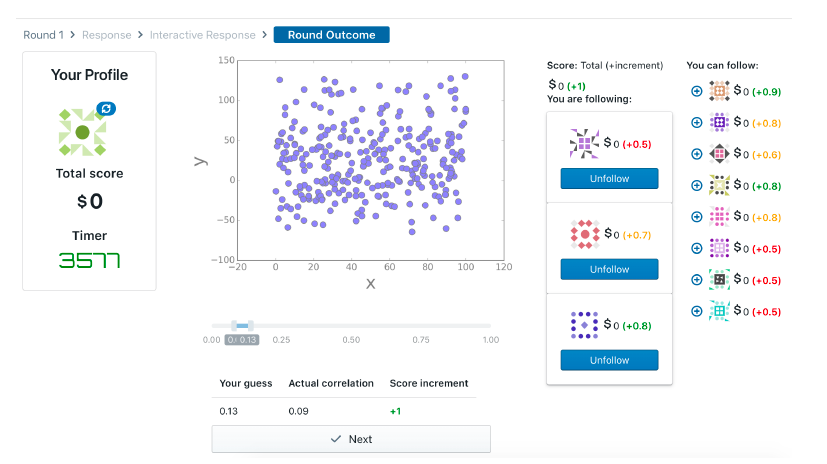 Round 1 > Response > Interactive Response > Round Outcome
Your Profile
Total score
$0
Timer
3577
150
100
50
0
−50
−100
−20 0 20 40 60 80 100 120
y
X
0.00 0.13 0.25 0.50 0.75 1.00
Your guess Actual correlation Score increment
0.13 0.09 +1
Next
Score: Total (+increment)
$0 (+1)
You are following:
$0 (+0.5)
Unfollow
$0 (+0.7)
Unfollow
$0 (+0.8)
Unfollow
You can follow:
$0 (+0.9)
$0 (+0.8)
$0 (+0.6)
$0 (+0.8)
$0 (+0.8)
$0 (+0.5)
$0 (+0.5)
$0 (+0.5)